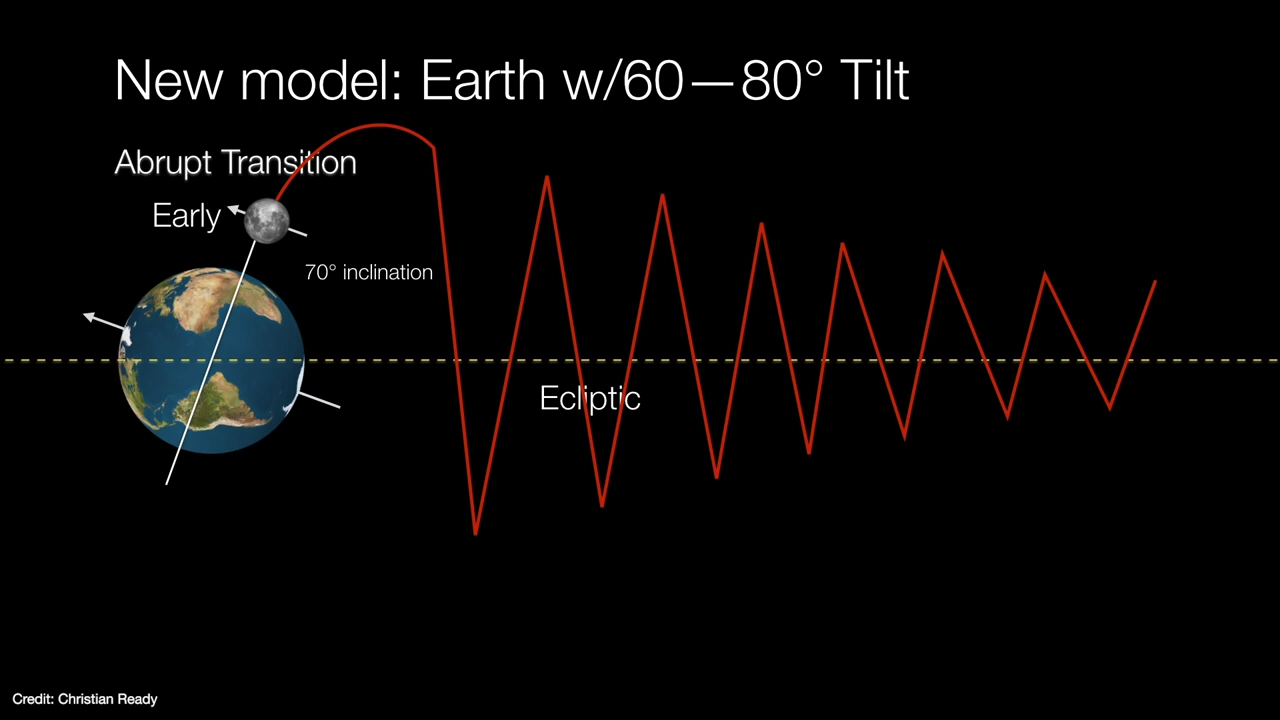 New model: Earth w/60—80° Tilt
Abrupt Transition
Early
70° inclination
Ecliptic
Credit: Christian Ready